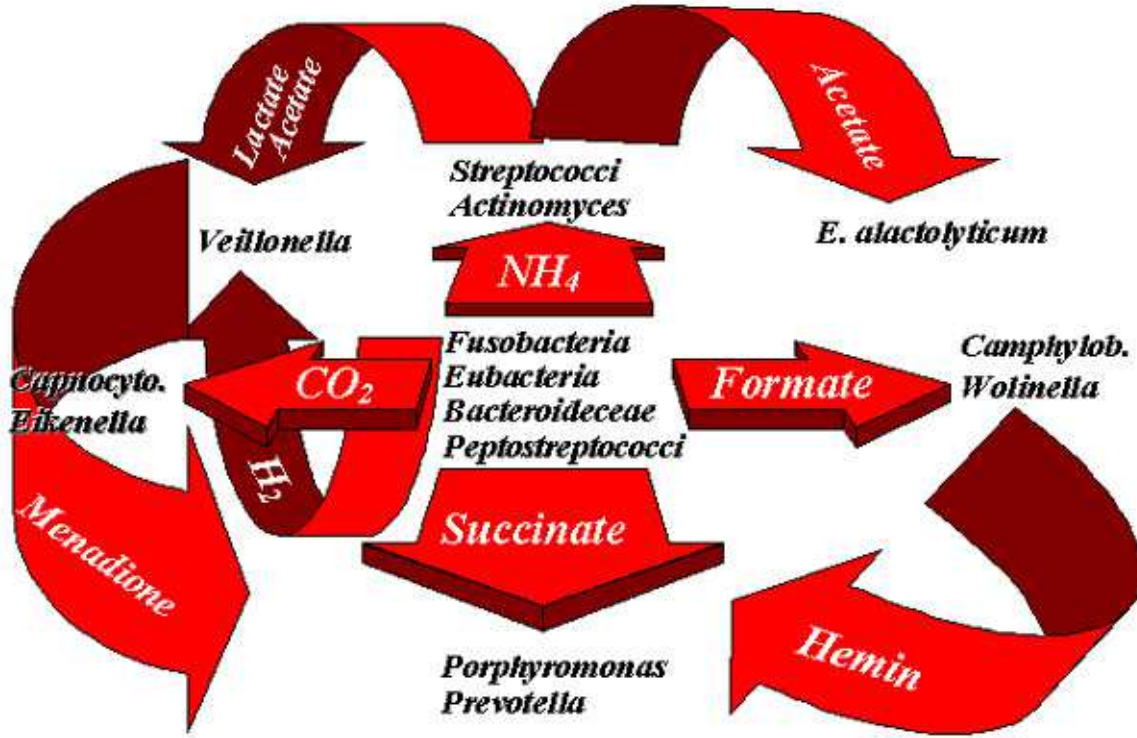 Lactate
Acetate
Acetate
Streptococci
Actinomyces
Veillonella
E. alactolyticum
NH4
Fusobacteria
Eubacteria
Bacteroideceae
Peptostreptococci
CO2
Formate
Camphylob.
Wolinella
Capnocyto.
Eikenella
H2
Menadione
Succinate
Hemin
Porphyromonas
Prevotella